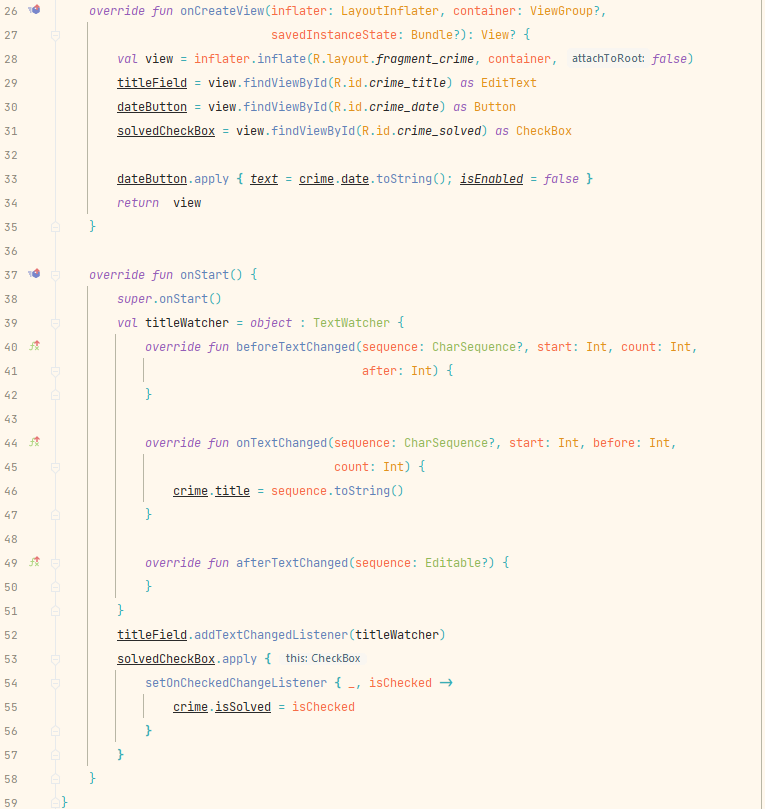 26 override fun onCreateView(inflater: LayoutInflater, container: ViewGroup?,
27 savedInstanceState: Bundle?): View? {
28 val view = inflater.inflate(R.layout.fragment_crime, container, attachToRoot: false)
29 titleField = view.findViewById(R.id.crime_title) as EditText
30 dateButton = view.findViewById(R.id.crime_date) as Button
31 solvedCheckBox = view.findViewById(R.id.crime_solved) as CheckBox
32
33 dateButton.apply { text = crime.date.toString(); isEnabled = false }
34 return view
35 }
36
37 override fun onStart() {
38 super.onStart()
39 val titleWatcher = object : TextWatcher {
40 override fun beforeTextChanged(sequence: CharSequence?, start: Int, count: Int,
41 after: Int) {
42 }
43
44 override fun onTextChanged(sequence: CharSequence?, start: Int, before: Int,
45 count: Int) {
46 crime.title = sequence.toString()
47 }
48
49 override fun afterTextChanged(sequence: Editable?) {
50 }
51 }
52 titleField.addTextChangedListener(titleWatcher)
53 solvedCheckBox.apply { this: CheckBox
54 setOnCheckedChangeListener { _, isChecked →
55 crime.isSolved = isChecked
56 }
57 }
58 }
59 }